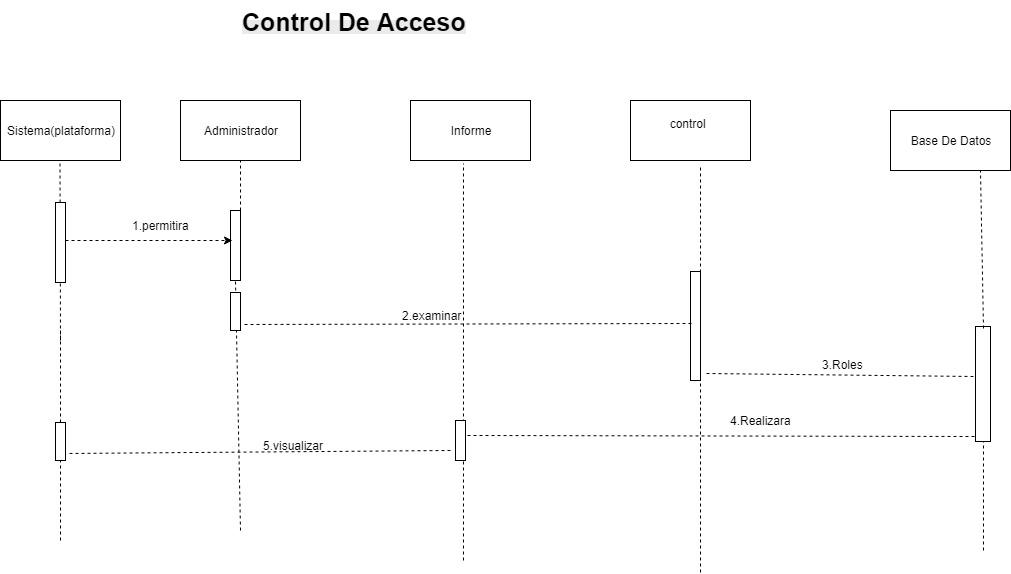 Control De Acceso
Sistema(plataforma)
Administrador
Informe
control
Base De Datos
1.permitira
2.examinar
3.Roles
4.Realizara
5.visualizar